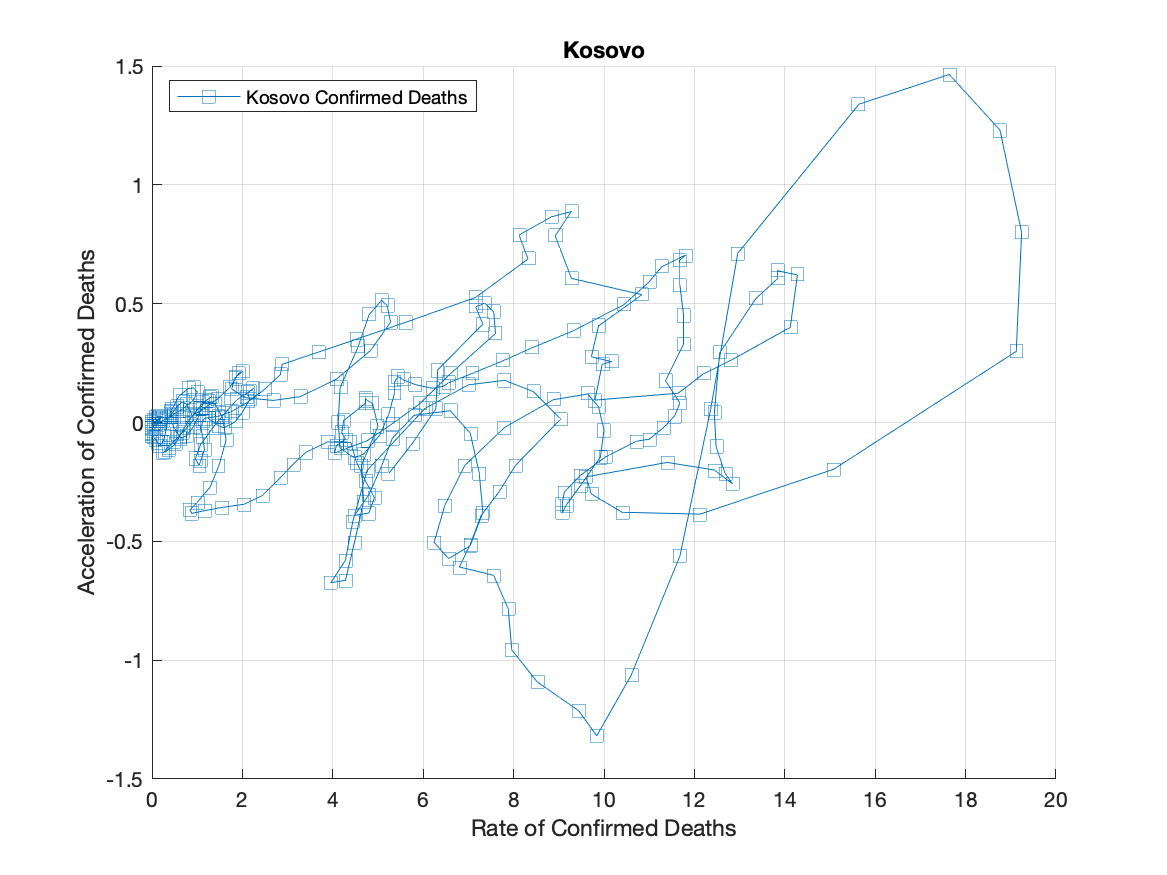 Kosovo
Kosovo Confirmed Deaths
Acceleration of Confirmed Deaths
1.5
1
0.5
0
-0.5
-1
-1.5
0 2 4 6 8 10 12 14 16 18 20
Rate of Confirmed Deaths